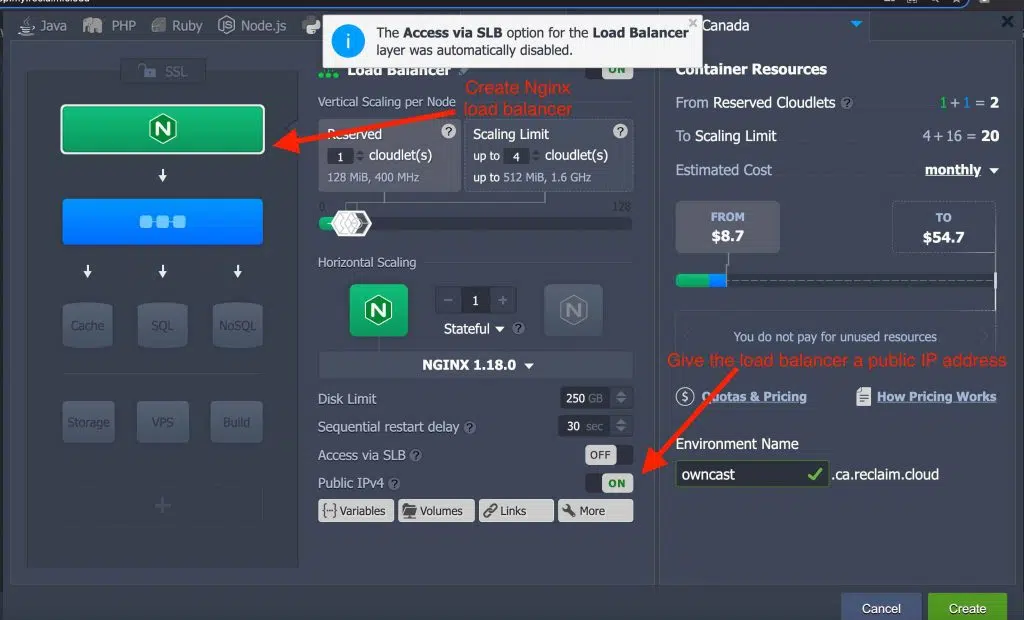 Java
PHP
Ruby
Node.js
The Access via SLB option for the Load Balancer
layer was automatically disabled.
Canada
SSL
Load Balancer
ON
Create Nginx
load balancer
Vertical Scaling per Node
Reserved
1 cloudlet(s)
128 MiB, 400 MHz
Scaling Limit
up to 4 cloudlet(s)
up to 512 MiB, 1.6 GHz
0
128
Horizontal Scaling
1
Stateful
NGINX 1.18.0
Disk Limit
250 GB
Sequential restart delay
30 sec
Access via SLB
OFF
Public IPv4
ON
Variables
Volumes
Links
More
Cache
SQL
NoSQL
Storage
VPS
Build
Container Resources
From Reserved Cloudlets
1 + 1 = 2
To Scaling Limit
4 + 16 = 20
Estimated Cost
monthly
FROM
$8.7
TO
$54.7
You do not pay for unused resources
Give the load balancer a public IP address
Quotas & Pricing
How Pricing Works
Environment Name
owncast
.ca.reclaim.cloud
Cancel
Create